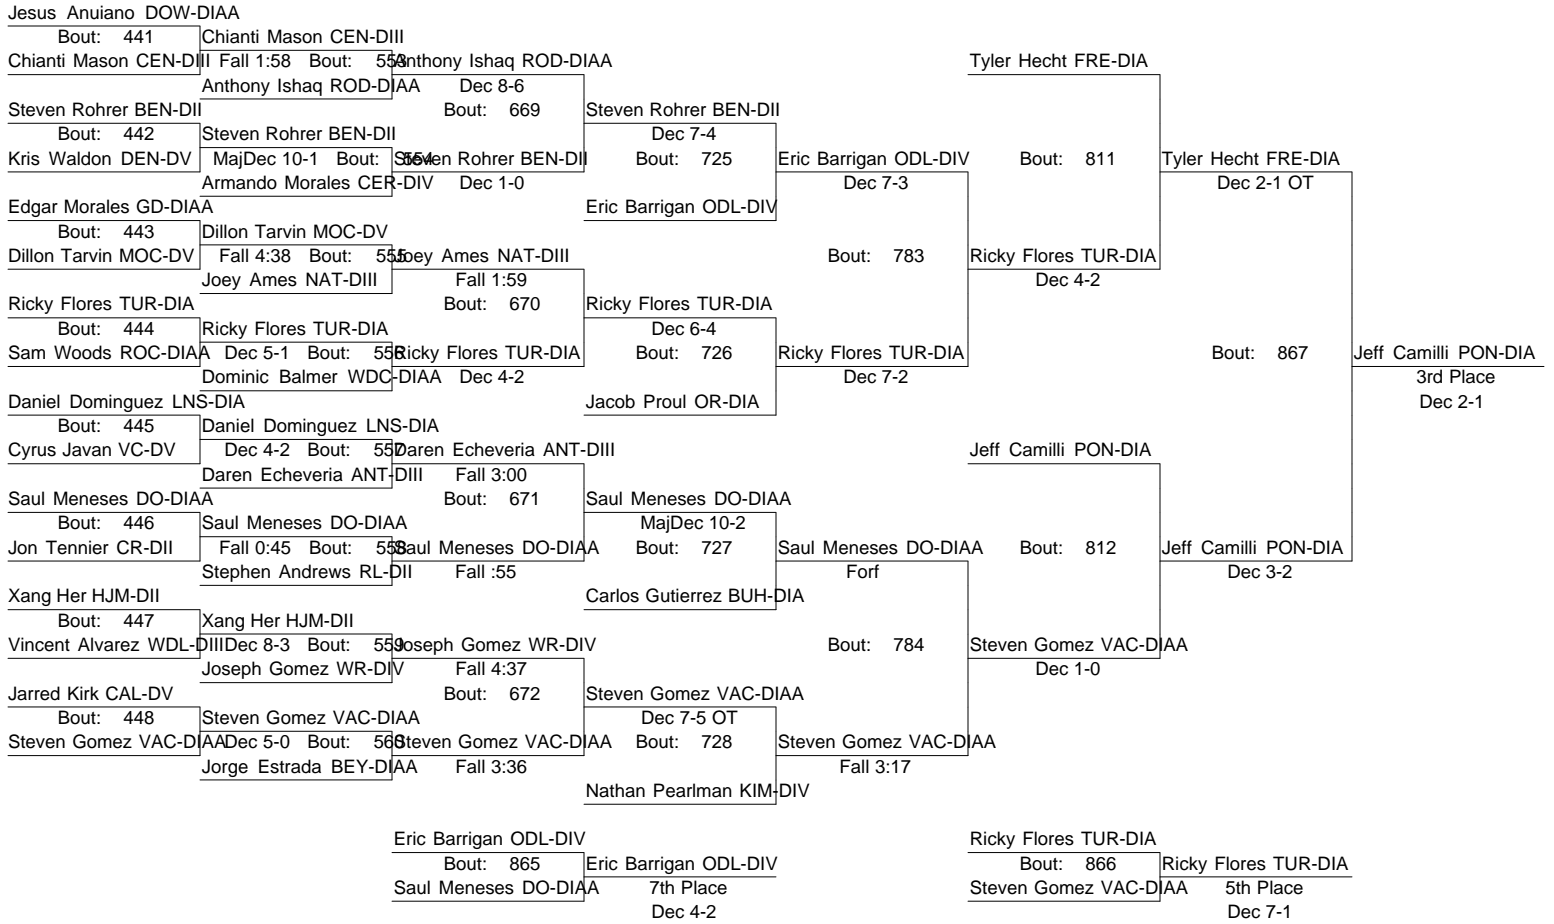 Jesus Anuiano DOW-DIAA
Bout: 441 Chianti Mason CEN-DIII
Chianti Mason CEN-DIII Fall 1:58 Bout: 553 Anthony Ishaq ROD-DIAA Tyler Hecht FRE-DIA
Anthony Ishaq ROD-DIAA Dec 8-6
Steven Rohrer BEN-DII Bout: 669 Steven Rohrer BEN-DII
Bout: 442 Steven Rohrer BEN-DII Dec 7-4
Kris Waldon DEN-DV MajDec 10-1 Bout: 554 Steven Rohrer BEN-DII Bout: 725 Eric Barrigan ODL-DIV Bout: 811 Tyler Hecht FRE-DIA
Armando Morales CER-DIV Dec 1-0 Dec 7-3 Dec 2-1 OT
Edgar Morales GD-DIAA Eric Barrigan ODL-DIV
Bout: 443 Dillon Tarvin MOC-DV
Dillon Tarvin MOC-DV Fall 4:38 Bout: 555 Joey Ames NAT-DIII Bout: 783 Ricky Flores TUR-DIA
Joey Ames NAT-DIII Fall 1:59 Dec 4-2
Ricky Flores TUR-DIA Bout: 670 Ricky Flores TUR-DIA
Bout: 444 Ricky Flores TUR-DIA Dec 6-4
Sam Woods ROC-DIAA Dec 5-1 Bout: 556 Ricky Flores TUR-DIA Bout: 726 Ricky Flores TUR-DIA Bout: 867 Jeff Camilli PON-DIA
Dominic Balmer WDC-DIAA Dec 4-2 Dec 7-2 3rd Place
Daniel Dominguez LNS-DIA Jacob Proul OR-DIA Dec 2-1
Bout: 445 Daniel Dominguez LNS-DIA
Cyrus Javan VC-DV Dec 4-2 Bout: 557 Daren Echeveria ANT-DIII Jeff Camilli PON-DIA
Daren Echeveria ANT-DIII Fall 3:00
Saul Meneses DO-DIAA Bout: 671 Saul Meneses DO-DIAA
Bout: 446 Saul Meneses DO-DIAA MajDec 10-2
Jon Tennier CR-DII Fall 0:45 Bout: 558 Saul Meneses DO-DIAA Bout: 727 Saul Meneses DO-DIAA Bout: 812 Jeff Camilli PON-DIA
Stephen Andrews RL-DII Fall :55 Forf Dec 3-2
Xang Her HJM-DII Carlos Gutierrez BUH-DIA
Bout: 447 Xang Her HJM-DII
Vincent Alvarez WDL-DIII Dec 8-3 Bout: 559 Joseph Gomez WR-DIV Bout: 784 Steven Gomez VAC-DIAA
Joseph Gomez WR-DIV Fall 4:37 Dec 1-0
Jarred Kirk CAL-DV Bout: 672 Steven Gomez VAC-DIAA
Bout: 448 Steven Gomez VAC-DIAA Dec 7-5 OT
Steven Gomez VAC-DIAA Dec 5-0 Bout: 560 Steven Gomez VAC-DIAA Bout: 728 Steven Gomez VAC-DIAA
Jorge Estrada BEY-DIAA Fall 3:36 Fall 3:17
Nathan Pearlman KIM-DIV
Eric Barrigan ODL-DIV Ricky Flores TUR-DIA
Bout: 865 Eric Barrigan ODL-DIV Bout: 866 Ricky Flores TUR-DIA
Saul Meneses DO-DIAA 7th Place Steven Gomez VAC-DIAA 5th Place
Dec 4-2 Dec 7-1